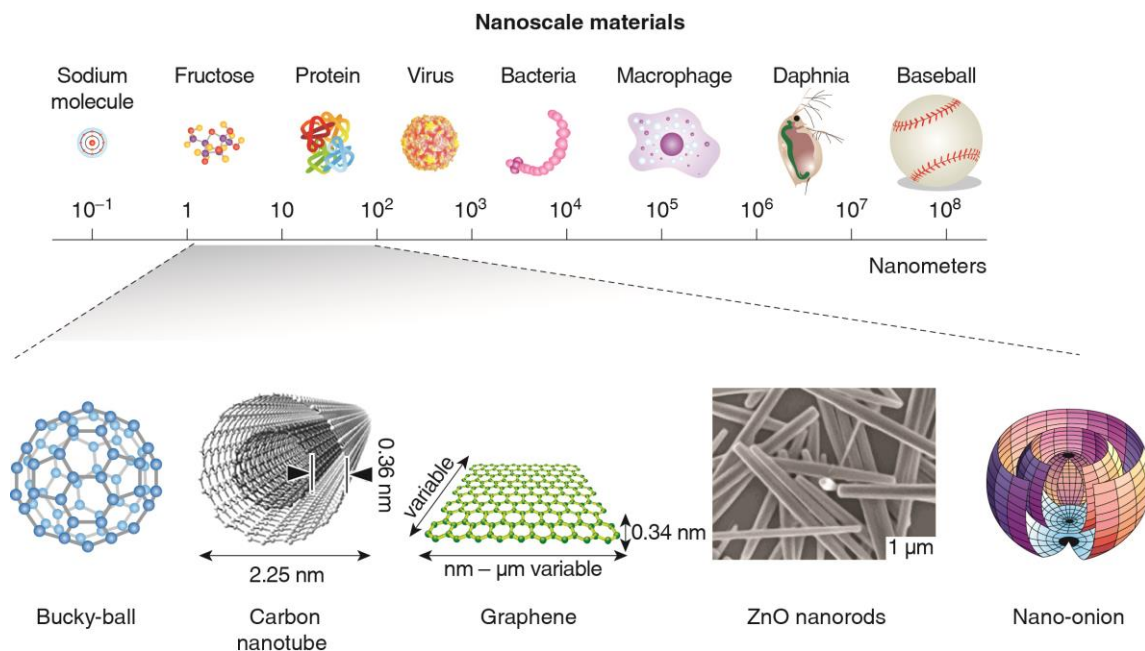 Nanoscale materials
Sodium molecule
Fructose
Protein
Virus
Bacteria
Macrophage
Daphnia
Baseball
10⁻¹ 1 10 10² 10³ 10⁴ 10⁵ 10⁶ 10⁷ 10⁸
Nanometers
0.36 nm
2.25 nm
variable
0.34 nm
nm – µm variable
1 µm
Bucky-ball
Carbon
nanotube
Graphene
ZnO nanorods
Nano-onion